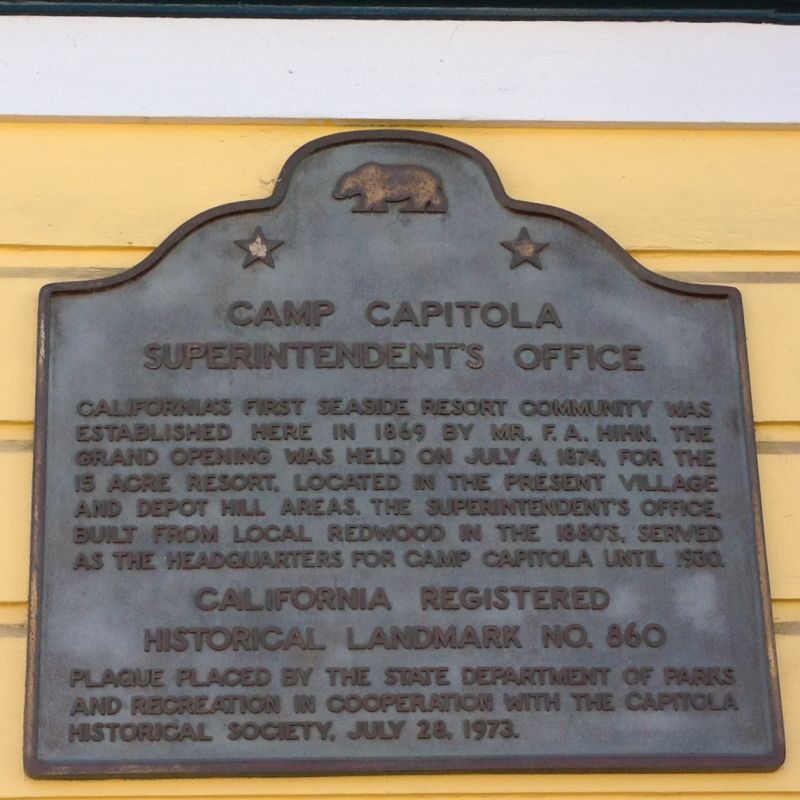 CAMP CAPITOLA
SUPERINTENDENT'S OFFICE
CALIFORNIA'S FIRST SEASIDE RESORT COMMUNITY WAS
ESTABLISHED HERE IN 1869 BY MR. F. A. HIHN. THE
GRAND OPENING WAS HELD ON JULY 4, 1874, FOR THE
15 ACRE RESORT, LOCATED IN THE PRESENT VILLAGE
AND DEPOT HILL AREAS. THE SUPERINTENDENT'S OFFICE,
BUILT FROM LOCAL REDWOOD IN THE 1880'S, SERVED
AS THE HEADQUARTERS FOR CAMP CAPITOLA UNTIL 1930.
CALIFORNIA REGISTERED
HISTORICAL LANDMARK NO. 860
PLAQUE PLACED BY THE STATE DEPARTMENT OF PARKS
AND RECREATION IN COOPERATION WITH THE CAPITOLA
HISTORICAL SOCIETY, JULY 28, 1973.